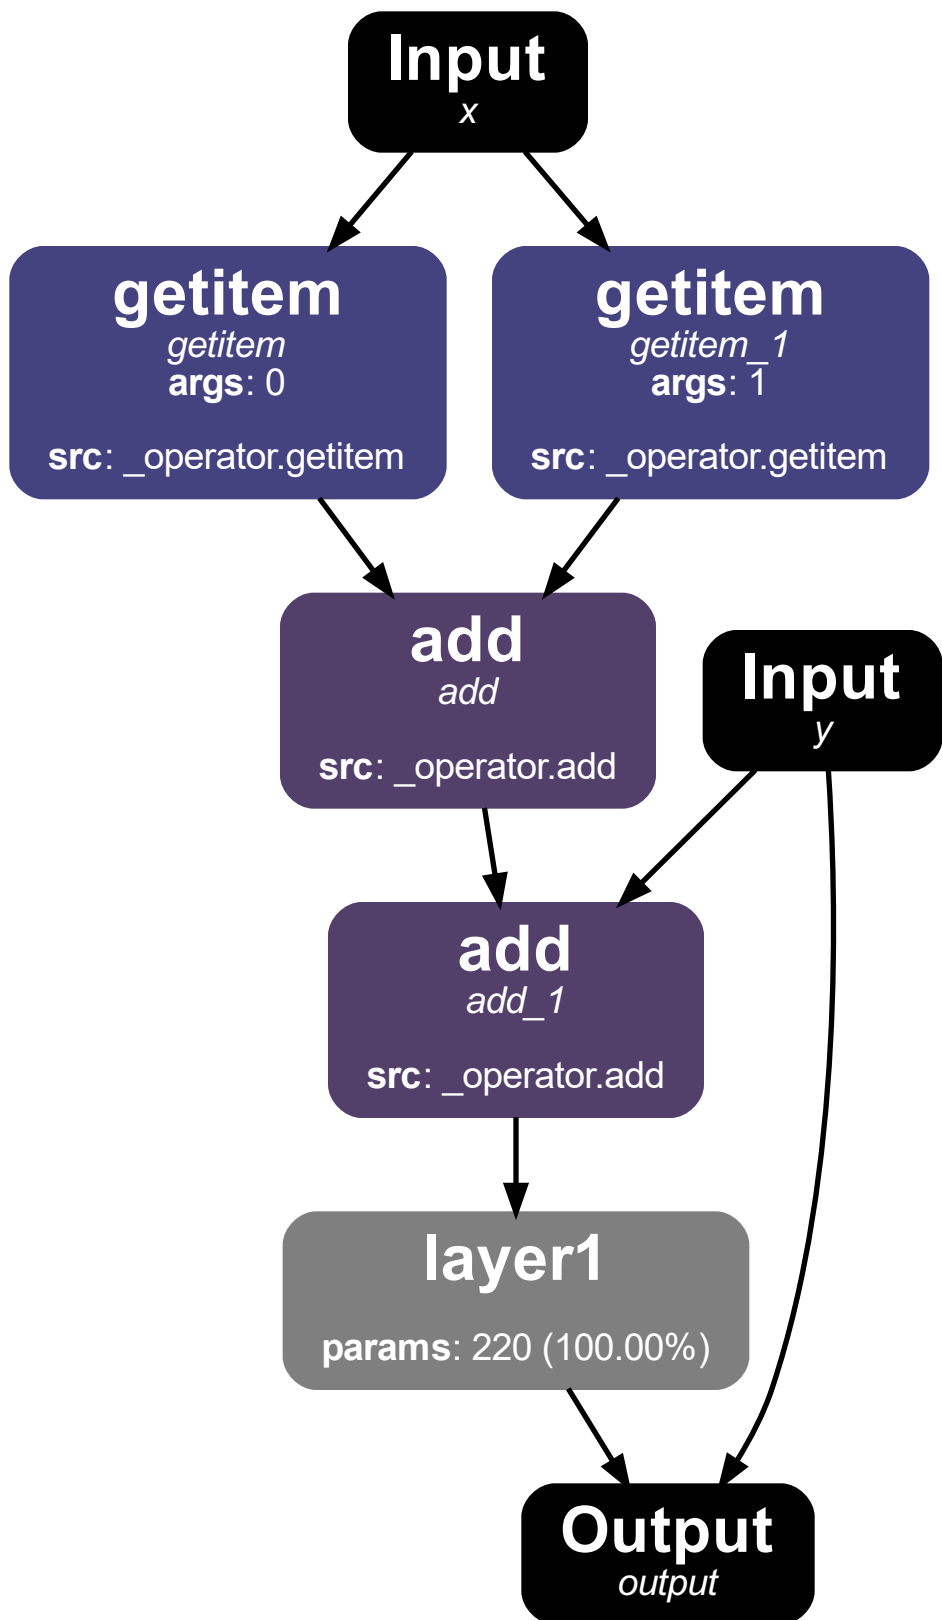 Input
x
getitem
getitem
args: 0
src: _operator.getitem
getitem
getitem_1
args: 1
src: _operator.getitem
add
add
src: _operator.add
Input
y
add
add_1
src: _operator.add
layer1
params: 220 (100.00%)
Output
output